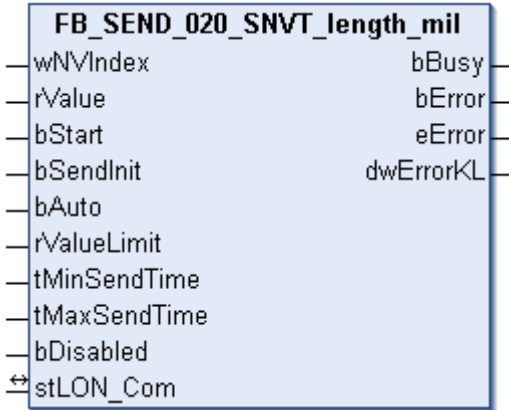 FB_SEND_020_SNVT_length_mil
wNVIndex bBusy
rValue bError
bStart eError
bSendInit dwErrorKL
bAuto
rValueLimit
tMinSendTime
tMaxSendTime
bDisabled
stLON_Com